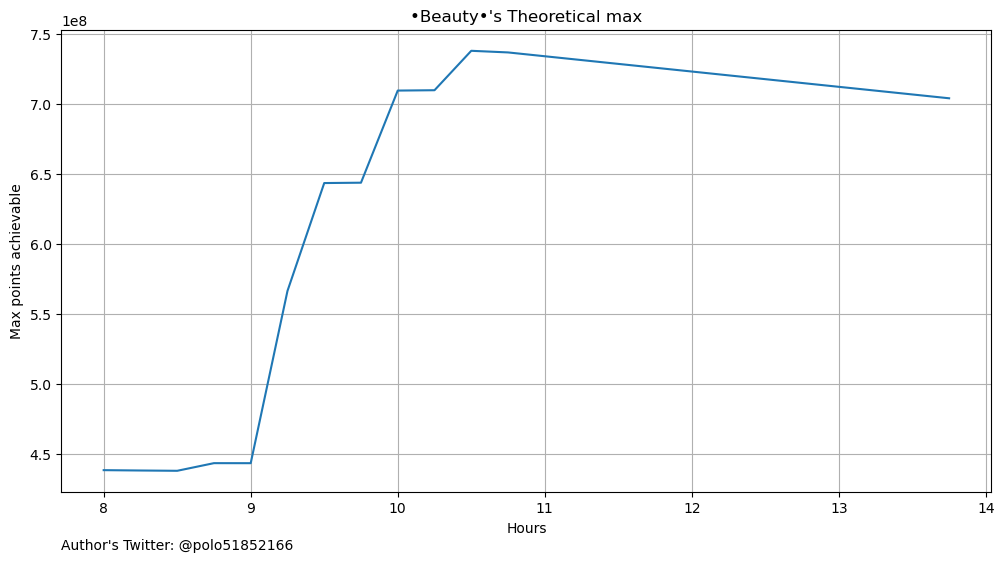 •Beauty•'s Theoretical max
1e8
7.5
7.0
6.5
6.0
5.5
5.0
4.5
Max points achievable
8 9 10 11 12 13 14
Hours
Author's Twitter: @polo51852166